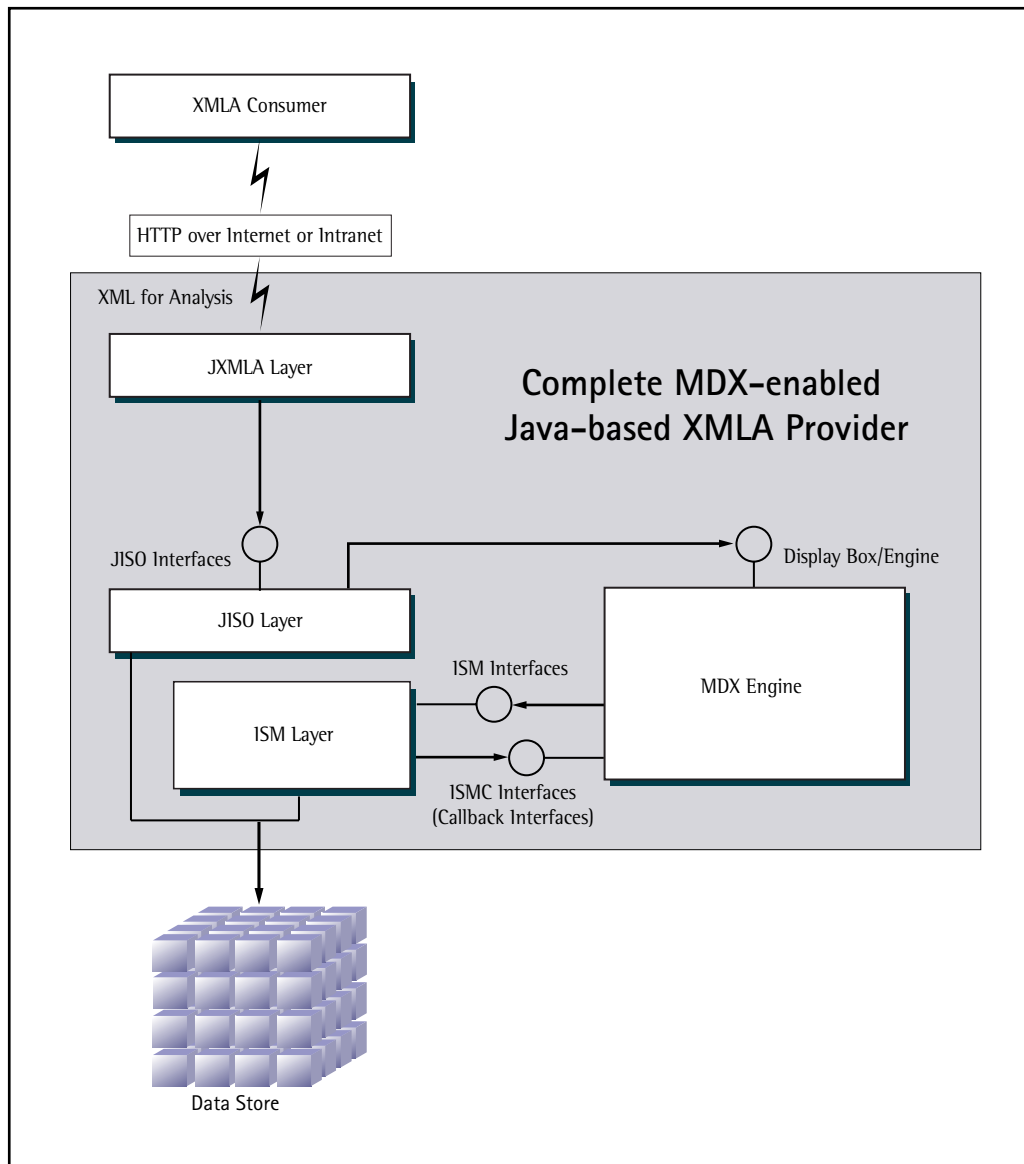 XMLA Consumer
HTTP over Internet or Intranet
XML for Analysis
JXMLA Layer
Complete MDX-enabled
Java-based XMLA Provider
JISO Interfaces
Display Box/Engine
JISO Layer
ISM Interfaces
MDX Engine
ISM Layer
ISMC Interfaces
(Callback Interfaces)
Data Store